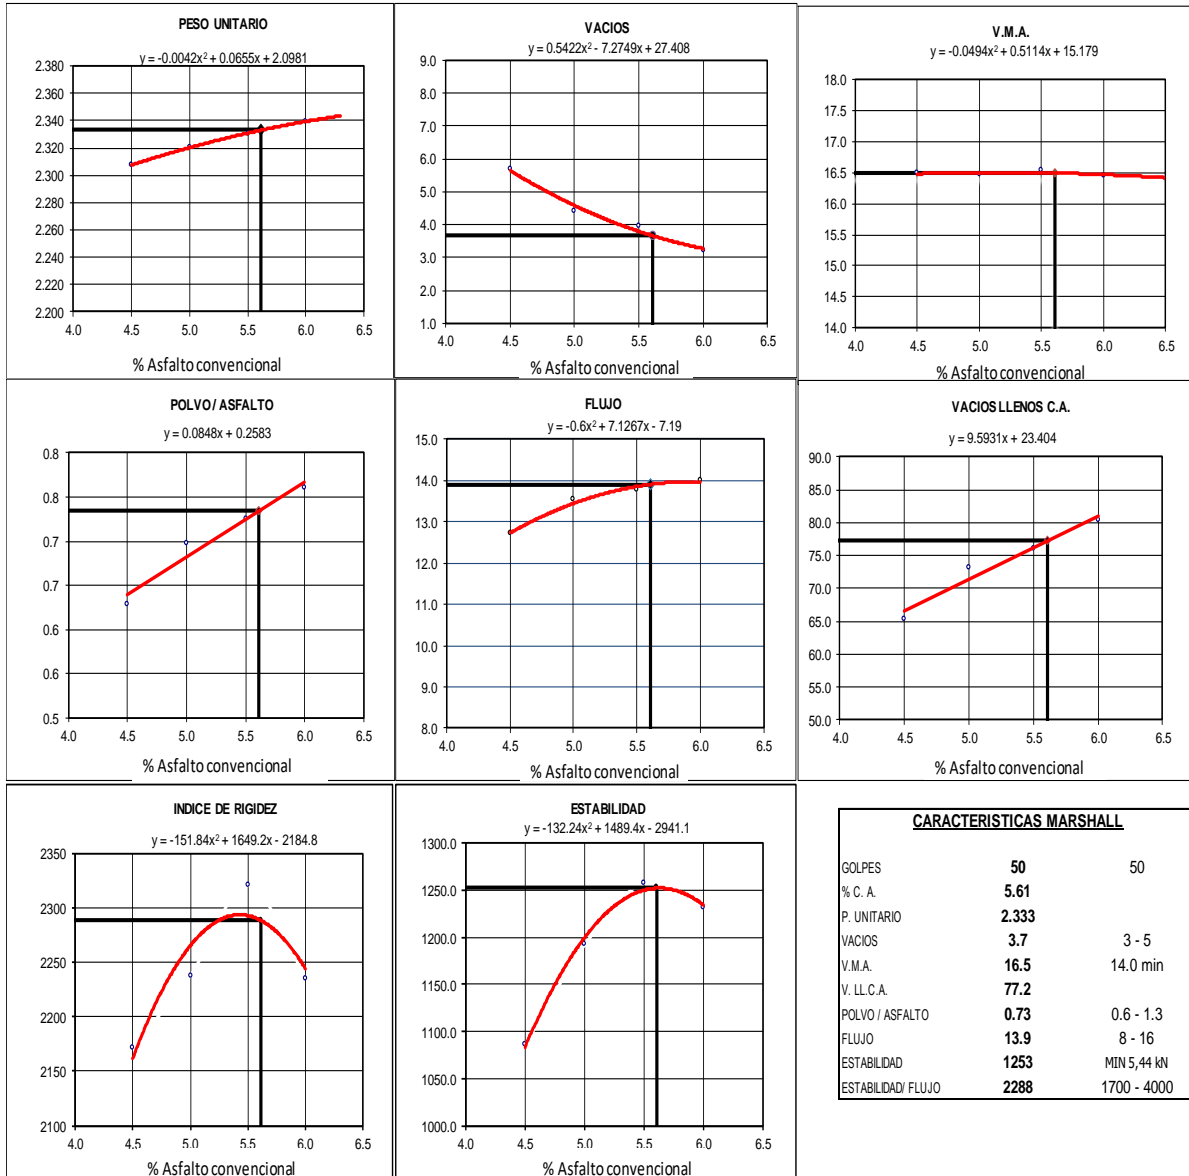 PESO UNITARIO
y = -0.0042x² + 0.0655x + 2.0981
2.380
2.360
2.340
2.320
2.300
2.280
2.260
2.240
2.220
2.200
4.0 4.5 5.0 5.5 6.0 6.5
% Asfalto convencional
VACIOS
y = 0.5422x² - 7.2749x + 27.408
9.0
8.0
7.0
6.0
5.0
4.0
3.0
2.0
1.0
4.0 4.5 5.0 5.5 6.0 6.5
% Asfalto convencional
V.M.A.
y = -0.0494x² + 0.5114x + 15.179
18.0
17.5
17.0
16.5
16.0
15.5
15.0
14.5
14.0
4.0 4.5 5.0 5.5 6.0 6.5
% Asfalto convencional
POLVO / ASFALTO
y = 0.0848x + 0.2583
0.8
0.8
0.7
0.7
0.6
0.6
0.5
4.0 4.5 5.0 5.5 6.0 6.5
% Asfalto convencional
FLUJO
y = -0.6x² + 7.1267x - 7.19
15.0
14.0
13.0
12.0
11.0
10.0
9.0
8.0
4.0 4.5 5.0 5.5 6.0 6.5
% Asfalto convencional
VACIOS LLENOS C.A.
y = 9.5931x + 23.404
90.0
85.0
80.0
75.0
70.0
65.0
60.0
55.0
50.0
4.0 4.5 5.0 5.5 6.0 6.5
% Asfalto convencional
INDICE DE RIGIDEZ
y = -151.84x² + 1649.2x - 2184.8
2350
2300
2250
2200
2150
2100
4.0 4.5 5.0 5.5 6.0 6.5
% Asfalto convencional
ESTABILIDAD
y = -132.24x² + 1489.4x - 2941.1
1300.0
1250.0
1200.0
1150.0
1100.0
1050.0
1000.0
4.0 4.5 5.0 5.5 6.0 6.5
% Asfalto convencional
CARACTERISTICAS MARSHALL
GOLPES 50 50
% C. A. 5.61
P. UNITARIO 2.333
VACIOS 3.7 3 - 5
V.M.A. 16.5 14.0 min
V. LL.C.A. 77.2
POLVO / ASFALTO 0.73 0.6 - 1.3
FLUJO 13.9 8 - 16
ESTABILIDAD 1253 MIN 5,44 kN
ESTABILIDAD/ FLUJO 2288 1700 - 4000